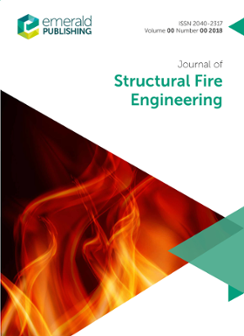 emerald
PUBLISHING
ISSN 2040-2317
Volume 00 Number 00 2018
Journal of
Structural Fire
Engineering